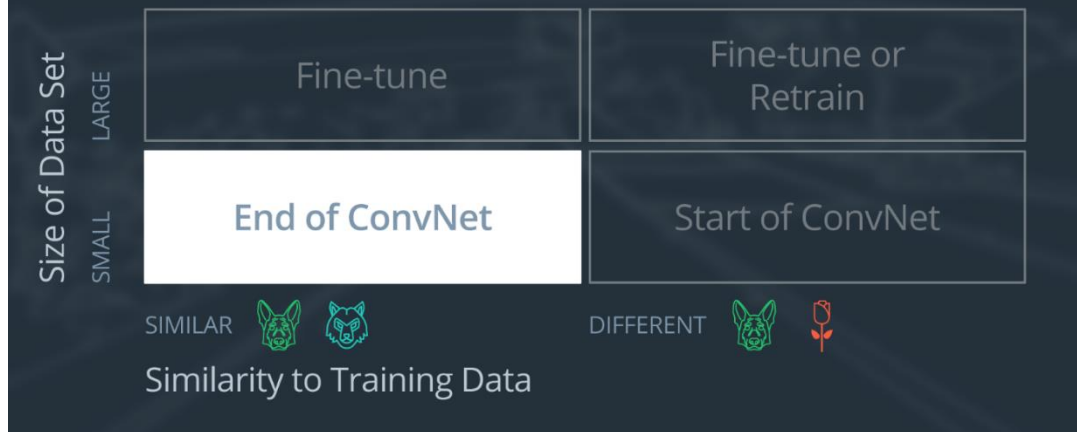 Size of Data Set
LARGE
Fine-tune
Fine-tune or
Retrain
SMALL
End of ConvNet
Start of ConvNet
SIMILAR
DIFFERENT
Similarity to Training Data